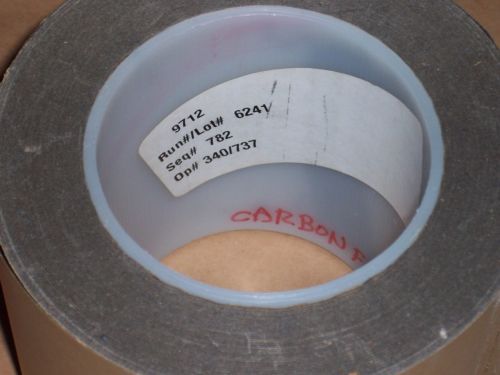 9712
Run#/Lot# 6241
Seq# 782
Op# 340/737
CARBON